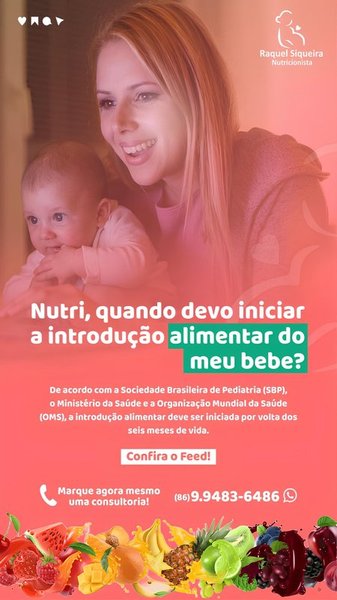 Raquel Siqueira
Nutricionista
Nutri, quando devo iniciar
a introdução alimentar do
meu bebe?
De acordo com a Sociedade Brasileira de Pediatria (SBP),
o Ministério da Saúde e a Organização Mundial da Saúde
(OMS), a introdução alimentar deve ser iniciada por volta dos
seis meses de vida.
Confira o Feed!
Marque agora mesmo
uma consultoria!
(86)9.9483-6486